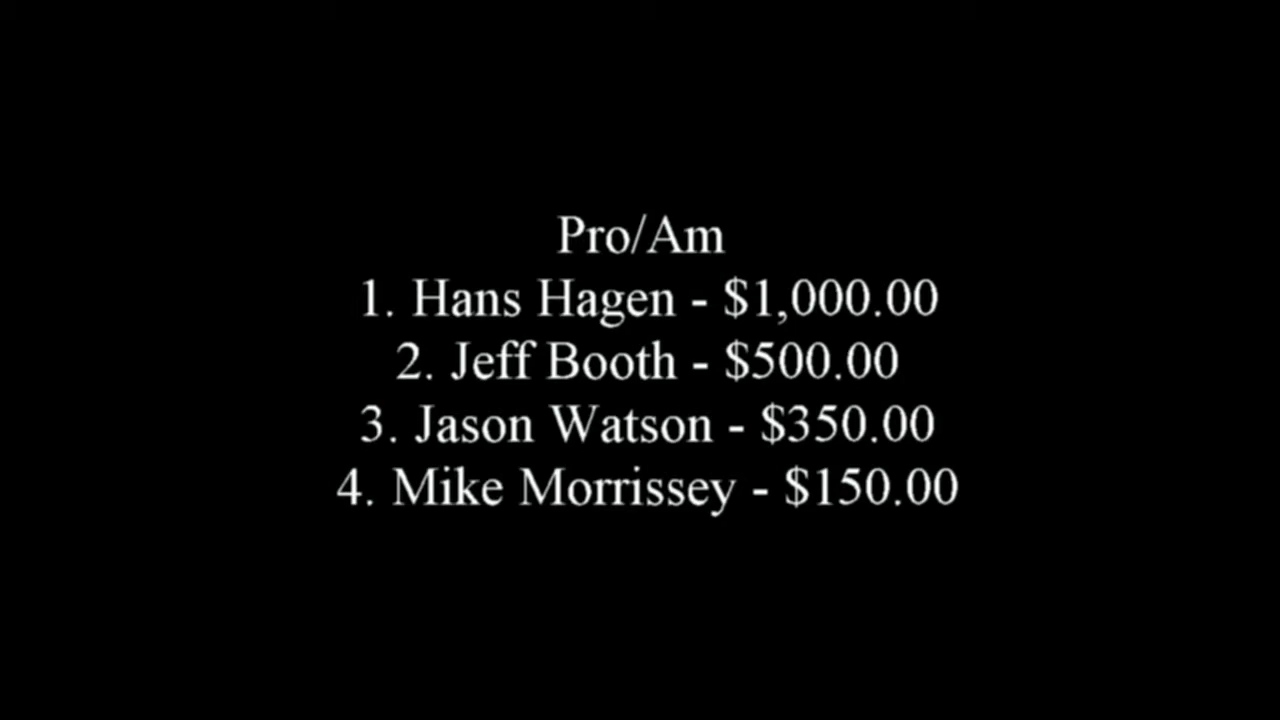 Pro/Am
1. Hans Hagen - $1,000.00
2. Jeff Booth - $500.00
3. Jason Watson - $350.00
4. Mike Morrissey - $150.00